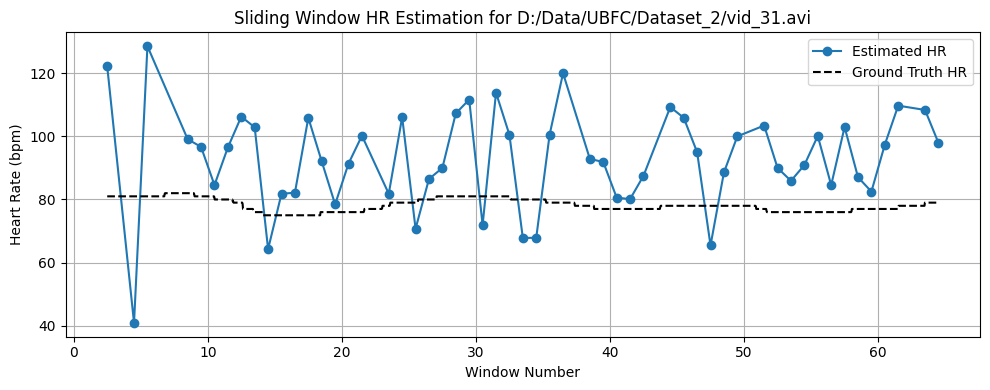 Sliding Window HR Estimation for D:/Data/UBFC/Dataset_2/vid_31.avi
Estimated HR
Ground Truth HR
Heart Rate (bpm)
120
100
80
60
40
0 10 20 30 40 50 60
Window Number